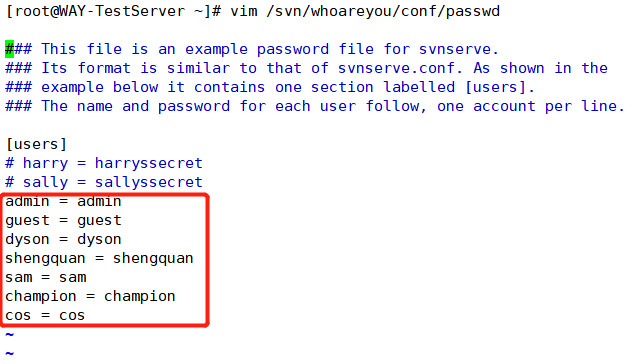 [root@WAY-TestServer ~]# vim /svn/whoareyou/conf/passwd
### This file is an example password file for svnserve.
### Its format is similar to that of svnserve.conf. As shown in the
### example below it contains one section labelled [users].
### The name and password for each user follow, one account per line.
[users]
# harry = harryssecret
# sally = sallyssecret
admin = admin
guest = guest
dyson = dyson
shengquan = shengquan
sam = sam
champion = champion
cos = cos
~
~